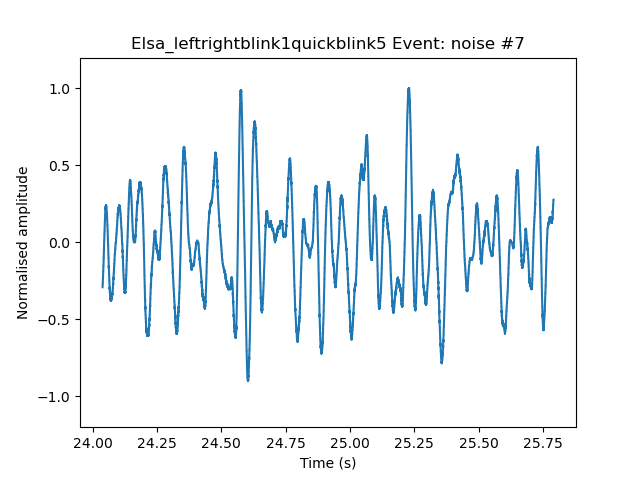 Elsa_leftrightblink1quickblink5 Event: noise #7
1.0
0.5
0.0
−0.5
−1.0
Normalised amplitude
24.00 24.25 24.50 24.75 25.00 25.25 25.50 25.75
Time (s)